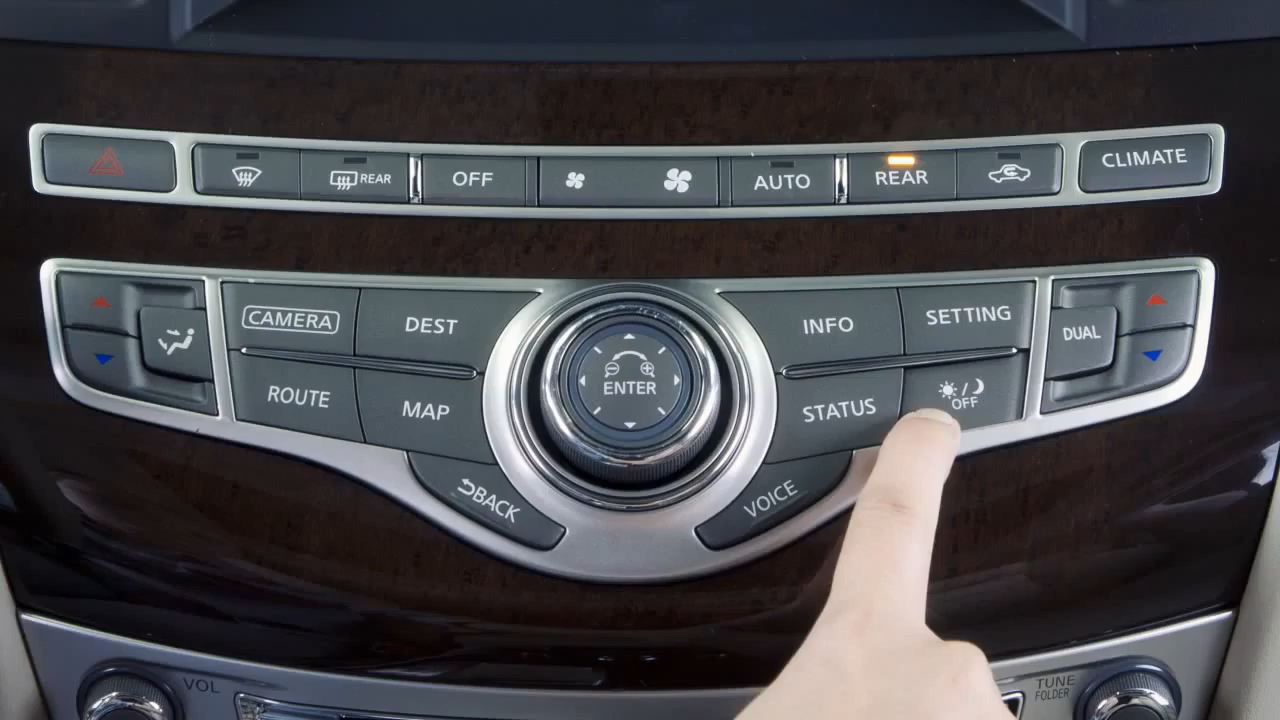 REAR
OFF
AUTO
REAR
CLIMATE
CAMERA
DEST
INFO
SETTING
DUAL
ENTER
ROUTE
MAP
STATUS
/
OFF
BACK
VOICE
VOL
TUNE
FOLDER